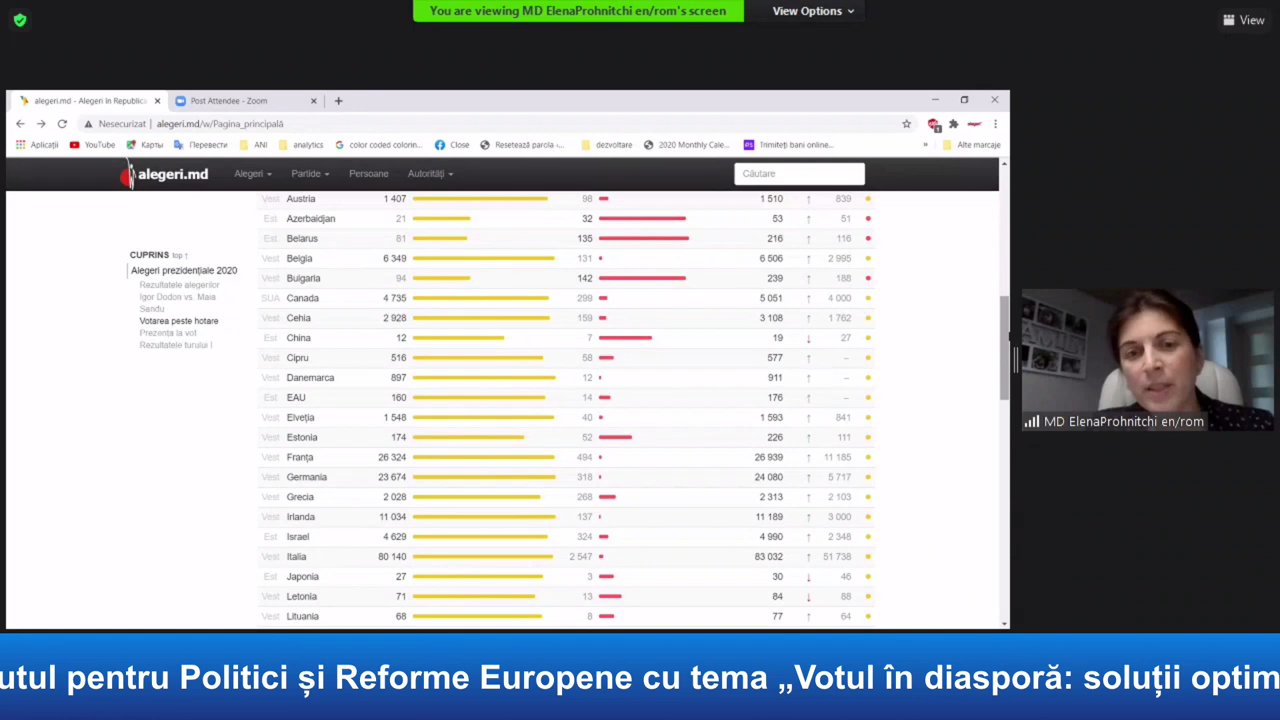 You are viewing MD ElenaProhnitchi en/rom's screen
View Options
View
alegeri.md - Alegeri în Republica
Post Attendee - Zoom
Nesecurizat | alegeri.md/w/Pagina_principală
Aplicații YouTube Карты Перевести ANI analytics color coded colorin... Close Resetează parola -... dezvoltare 2020 Monthly Cale... Trimiteți bani online... » Alte marcaje
alegeri.md Alegeri Partide Persoane Autorități Căutare
CUPRINS top ↑
Alegeri prezidențiale 2020
Rezultatele alegerilor
Igor Dodon vs. Maia
Sandu
Votarea peste hotare
Prezența la vot
Rezultatele turului I
Vest Austria 1 407 98 1 510 ↑ 839
Est Azerbaidjan 21 32 53 ↑ 51
Est Belarus 81 135 216 ↑ 116
Vest Belgia 6 349 131 6 506 ↑ 2 995
Vest Bulgaria 94 142 239 ↑ 188
SUA Canada 4 735 299 5 051 ↑ 4 000
Vest Cehia 2 928 159 3 108 ↑ 1 762
Est China 12 7 19 ↓ 27
Vest Cipru 516 58 577 ↑ –
Vest Danemarca 897 12 911 ↑ –
Est EAU 160 14 176 ↑ –
Vest Elveția 1 548 40 1 593 ↑ 841
Vest Estonia 174 52 226 ↑ 111
Vest Franța 26 324 494 26 939 ↑ 11 185
Vest Germania 23 674 318 24 080 ↑ 5 717
Vest Grecia 2 028 268 2 313 ↑ 2 103
Vest Irlanda 11 034 137 11 189 ↑ 3 000
Est Israel 4 629 324 4 990 ↑ 2 348
Vest Italia 80 140 2 547 83 032 ↑ 51 738
Est Japonia 27 3 30 ↓ 46
Vest Letonia 71 13 84 ↓ 88
Vest Lituania 68 8 77 ↑ 64
MD ElenaProhnitchi en/rom
utul pentru Politici și Reforme Europene cu tema „Votul în diasporă: soluții optim